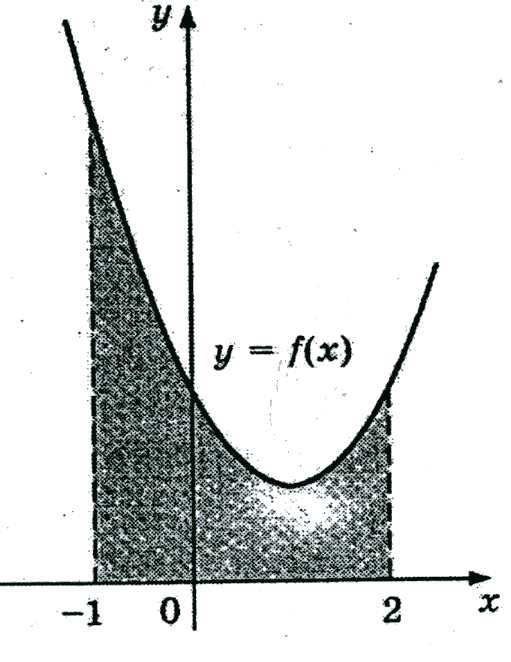 y
y = f(x)
-1 0 2 x